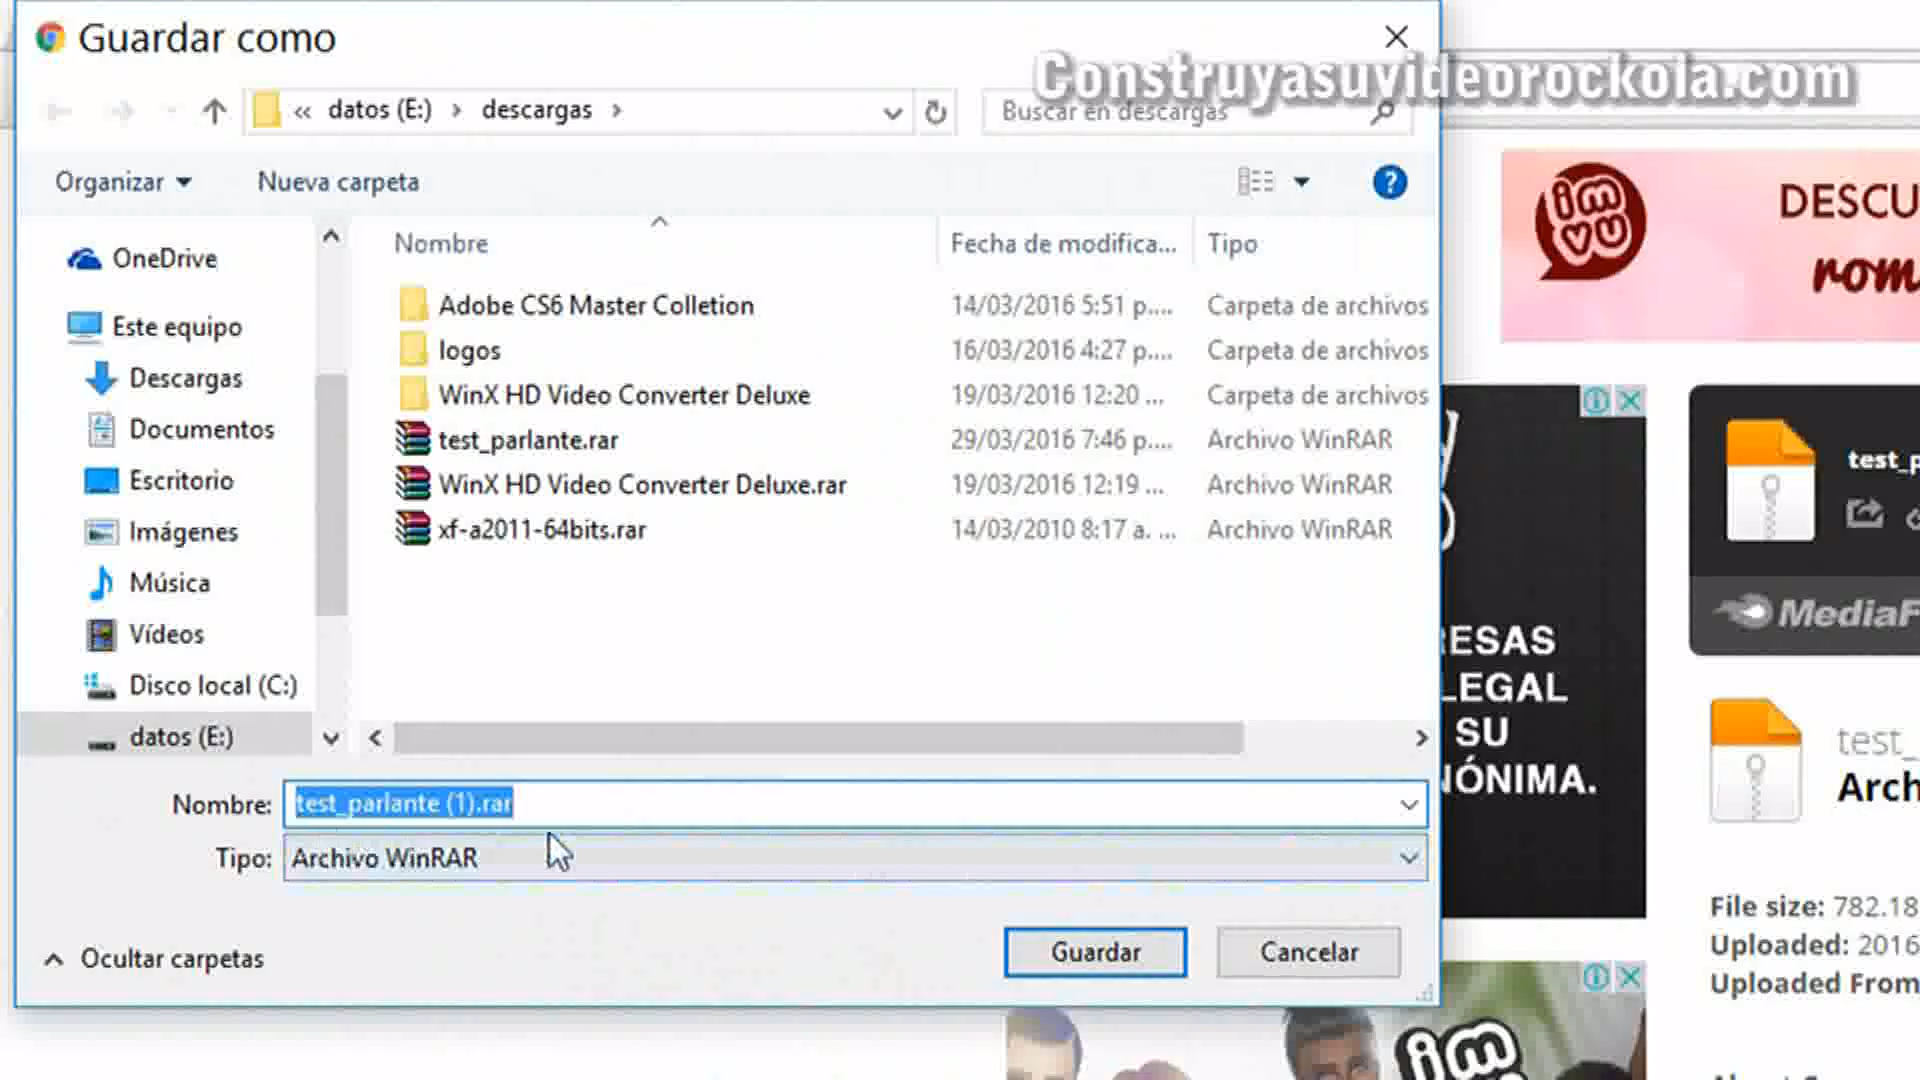 Guardar como
Construyasuvideorockola.com
« datos (E:) › descargas ›
Buscar en descargas
Organizar
Nueva carpeta
?
Nombre
Fecha de modifica...
Tipo
OneDrive
Este equipo
Descargas
Documentos
Escritorio
Imágenes
Música
Vídeos
Disco local (C:)
datos (E:)
Adobe CS6 Master Colletion 14/03/2016 5:51 p.... Carpeta de archivos
logos 16/03/2016 4:27 p.... Carpeta de archivos
WinX HD Video Converter Deluxe 19/03/2016 12:20 ... Carpeta de archivos
test_parlante.rar 29/03/2016 7:46 p.... Archivo WinRAR
WinX HD Video Converter Deluxe.rar 19/03/2016 12:19 ... Archivo WinRAR
xf-a2011-64bits.rar 14/03/2010 8:17 a. ... Archivo WinRAR
Nombre: test_parlante (1).rar
Tipo: Archivo WinRAR
Ocultar carpetas
Guardar
Cancelar
imvu
DESCU
rom
test_p
MediaF
ESAS
LEGAL
SU
NÓNIMA.
test_
Arch
File size: 782.18
Uploaded: 2016
Uploaded From
im